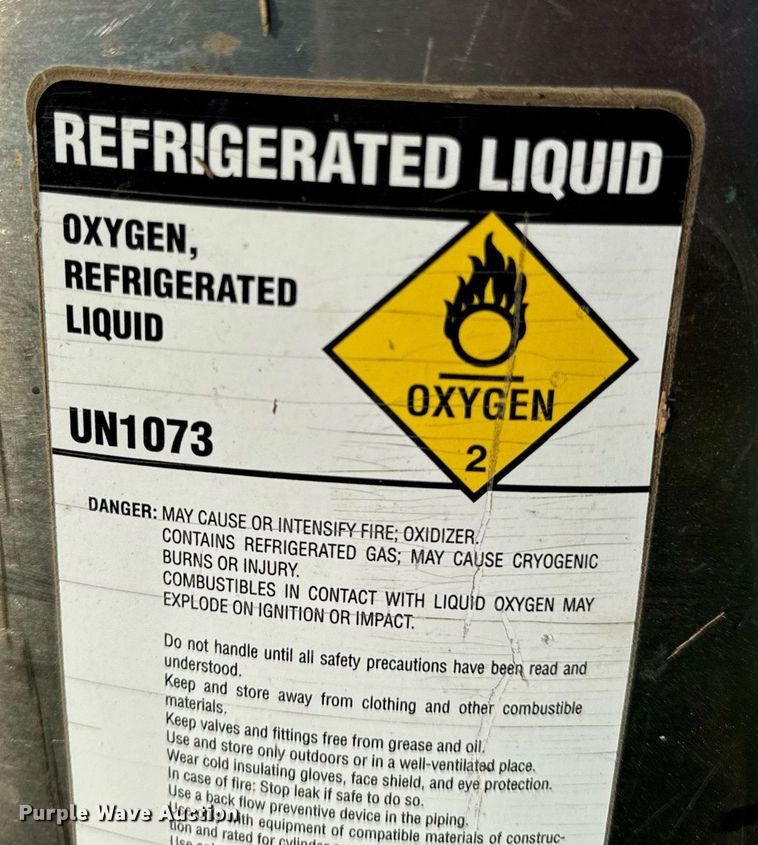 REFRIGERATED LIQUID
OXYGEN,
REFRIGERATED
LIQUID
OXYGEN
2
UN1073
DANGER: MAY CAUSE OR INTENSIFY FIRE; OXIDIZER.
CONTAINS REFRIGERATED GAS; MAY CAUSE CRYOGENIC
BURNS OR INJURY.
COMBUSTIBLES IN CONTACT WITH LIQUID OXYGEN MAY
EXPLODE ON IGNITION OR IMPACT.
Do not handle until all safety precautions have been read and
understood.
Keep and store away from clothing and other combustible
materials.
Keep valves and fittings free from grease and oil.
Use and store only outdoors or in a well-ventilated place.
Wear cold insulating gloves, face shield, and eye protection.
In case of fire: Stop leak if safe to do so.
Use a back flow preventive device in the piping.
with equipment of compatible materials of construc-
tion and rated for
Purple Wave Auction